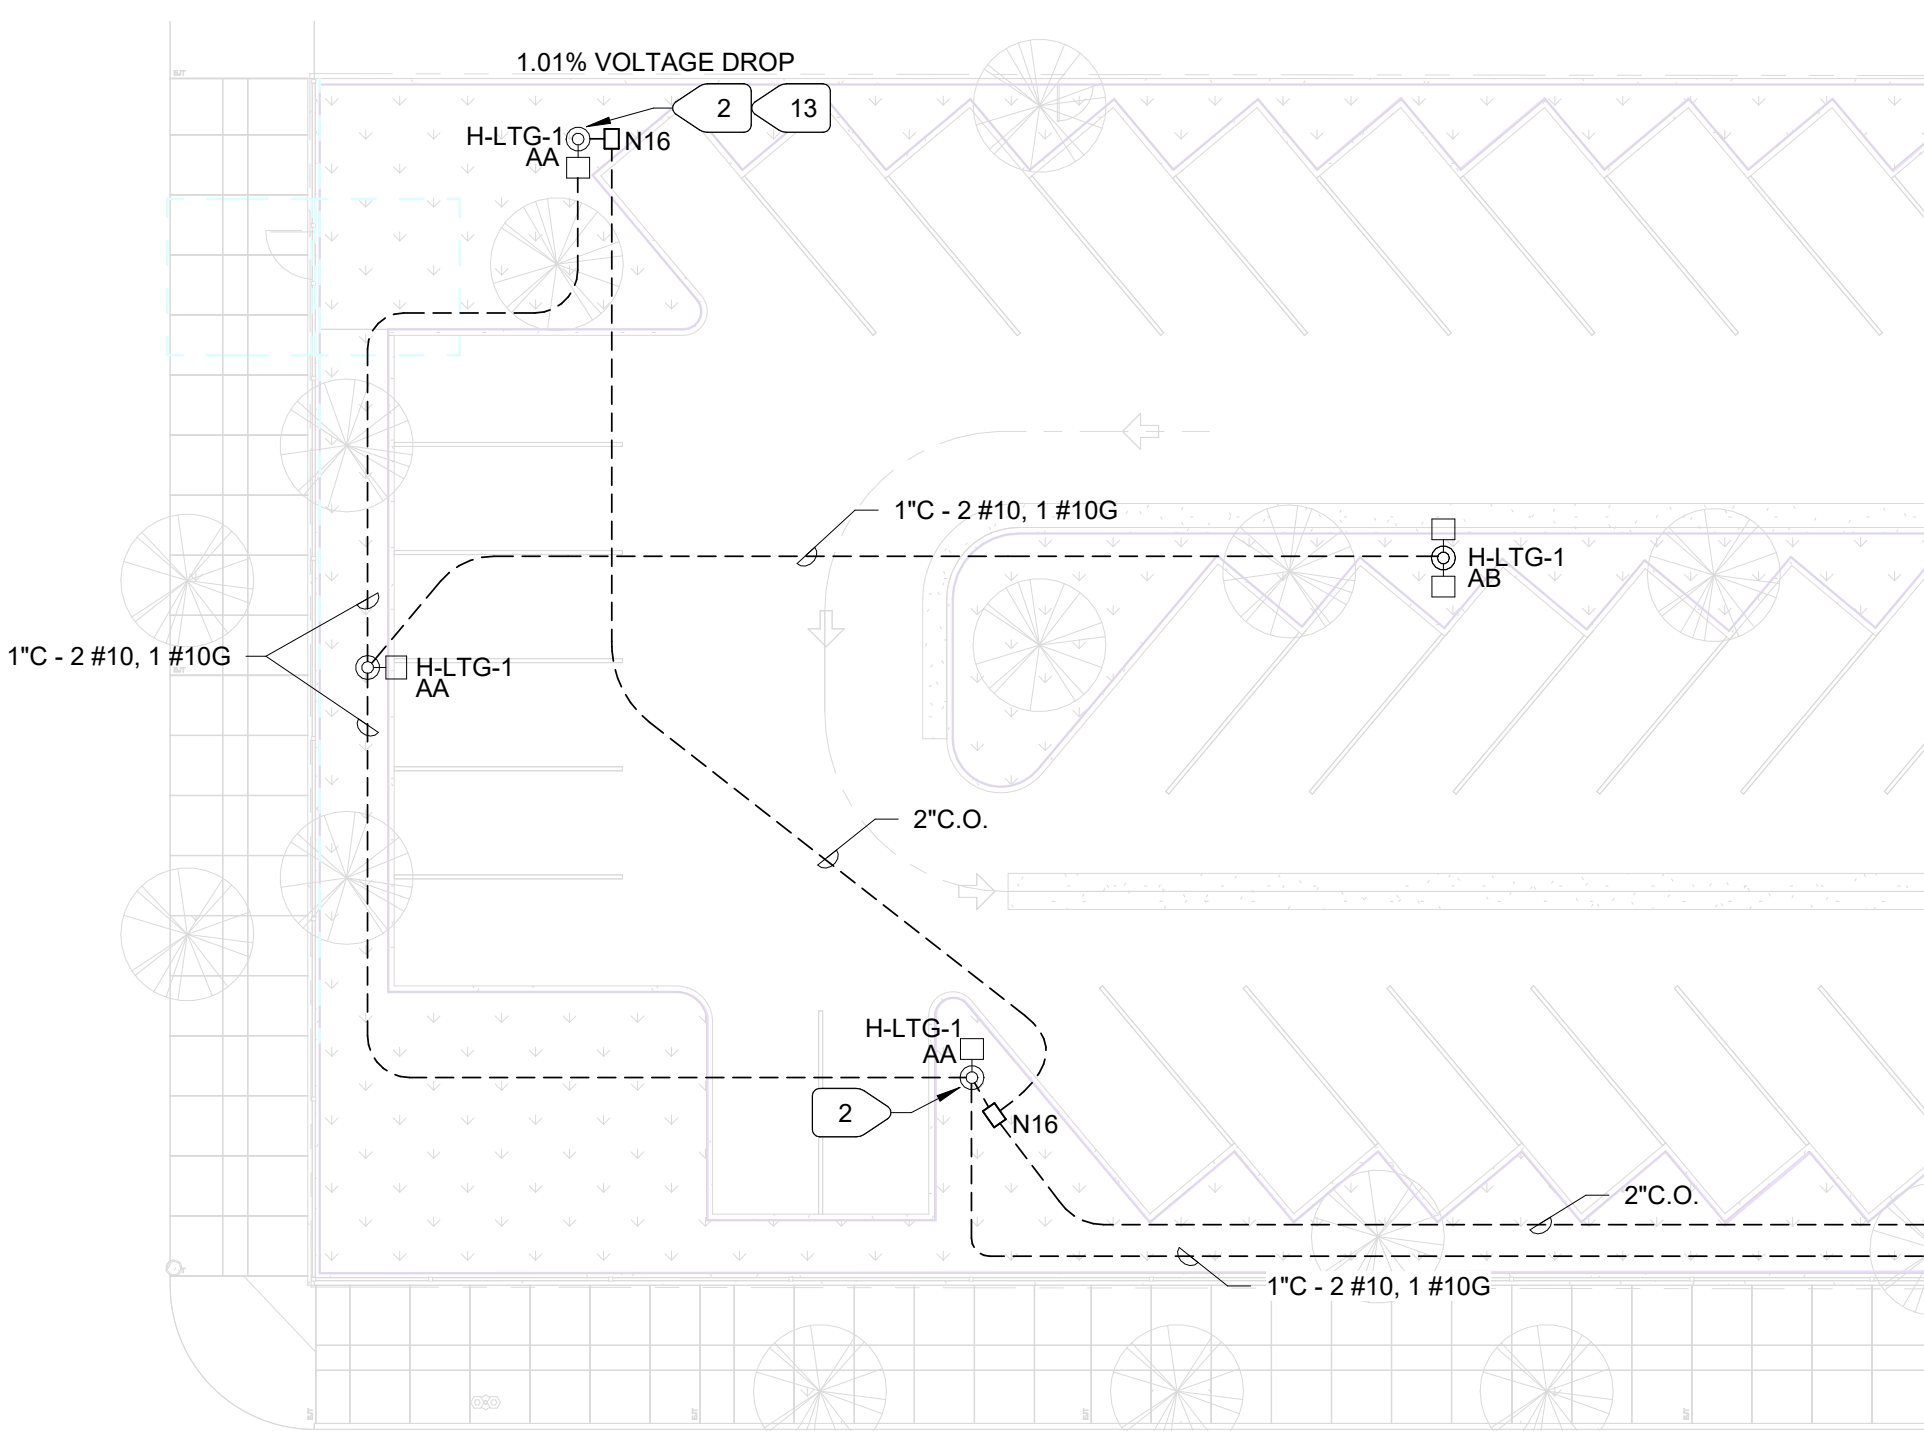 1.01% VOLTAGE DROP
2
13
H-LTG-1
AA
N16
1"C - 2 #10, 1 #10G
H-LTG-1
AB
1"C - 2 #10, 1 #10G
H-LTG-1
AA
2"C.O.
H-LTG-1
AA
2
N16
2"C.O.
1"C - 2 #10, 1 #10G